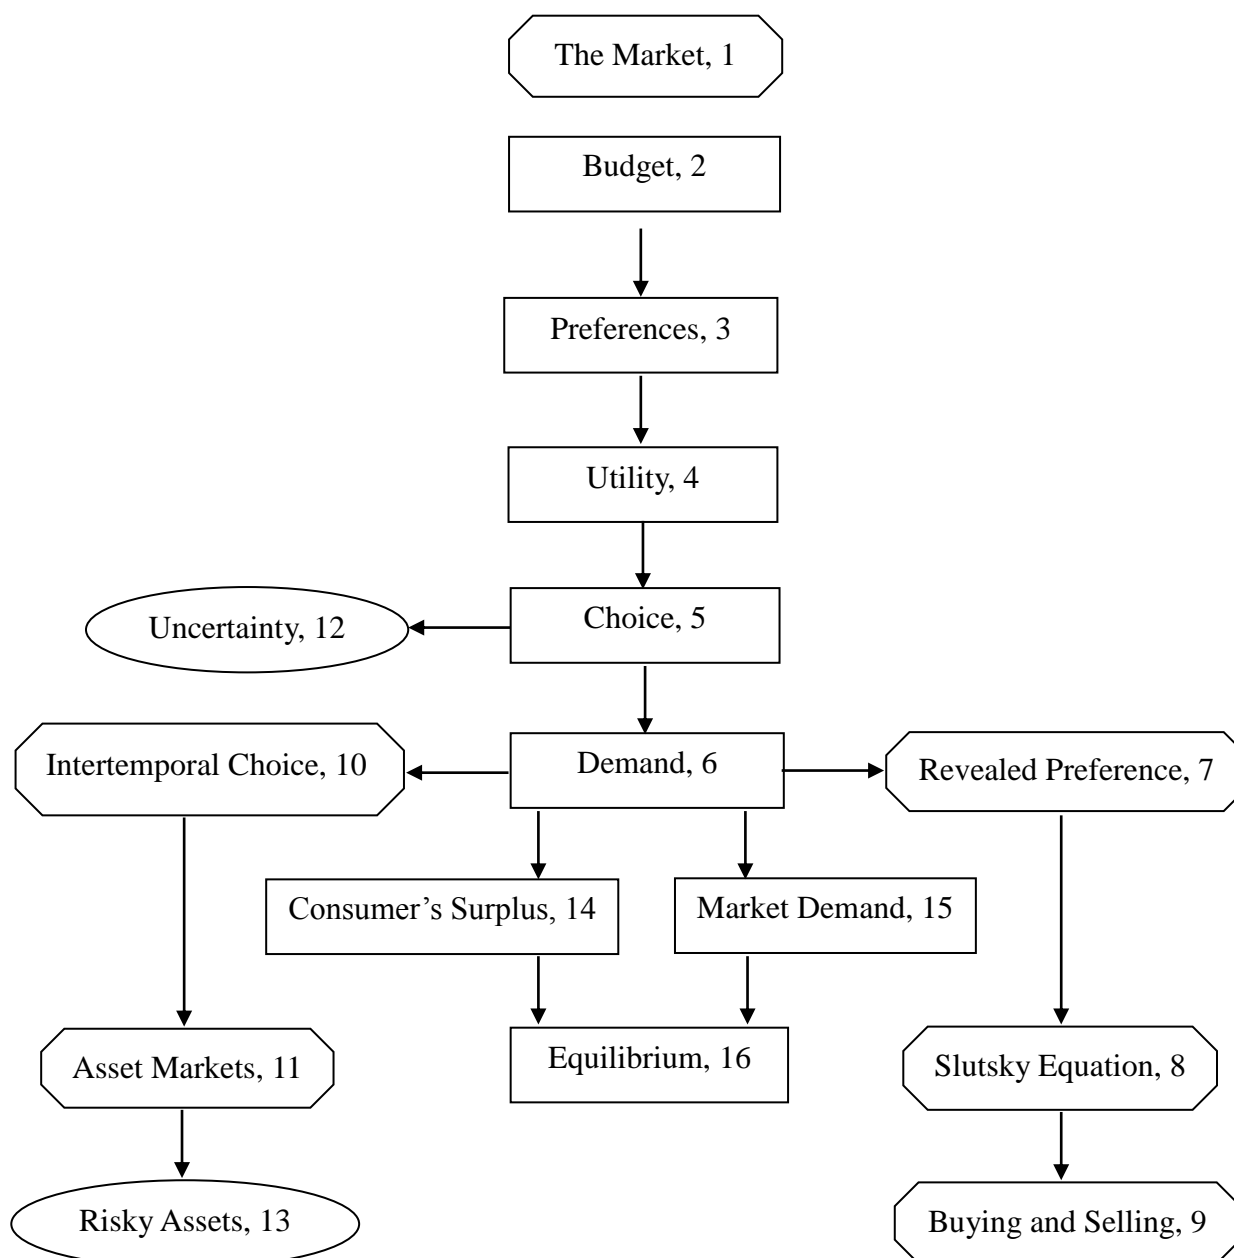 The Market, 1
Budget, 2
Preferences, 3
Utility, 4
Uncertainty, 12
Choice, 5
Intertemporal Choice, 10
Demand, 6
Revealed Preference, 7
Consumer’s Surplus, 14
Market Demand, 15
Asset Markets, 11
Equilibrium, 16
Slutsky Equation, 8
Risky Assets, 13
Buying and Selling, 9